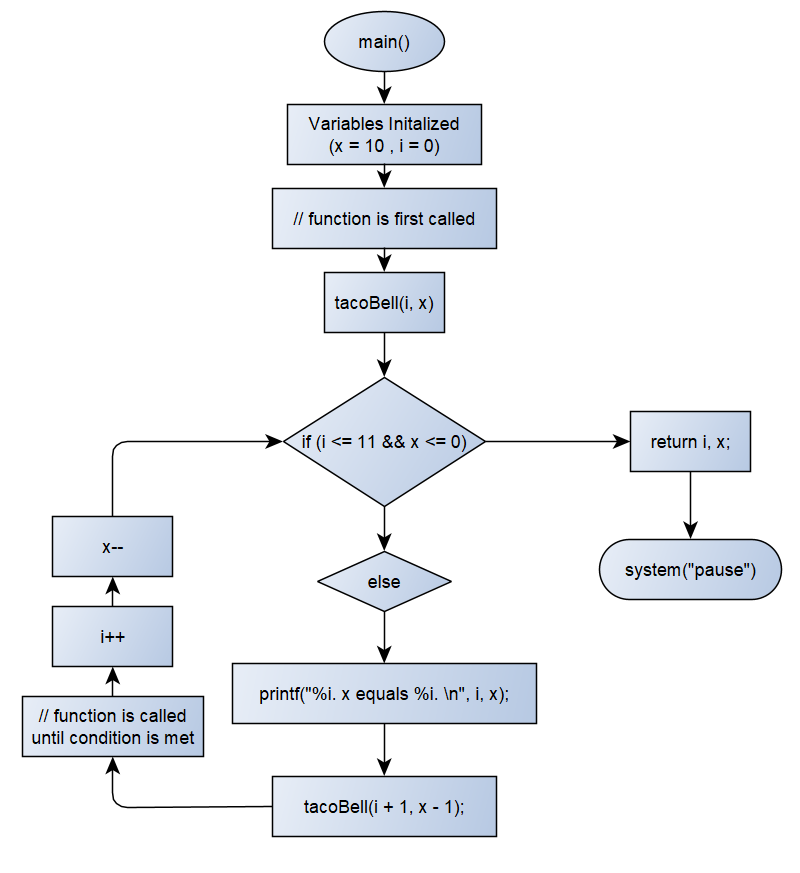 main()
Variables Initalized
(x = 10 , i = 0)
// function is first called
tacoBell(i, x)
if (i <= 11 && x <= 0)
return i, x;
system("pause")
else
printf("%i. x equals %i. \n", i, x);
tacoBell(i + 1, x - 1);
// function is called
until condition is met
i++
x--